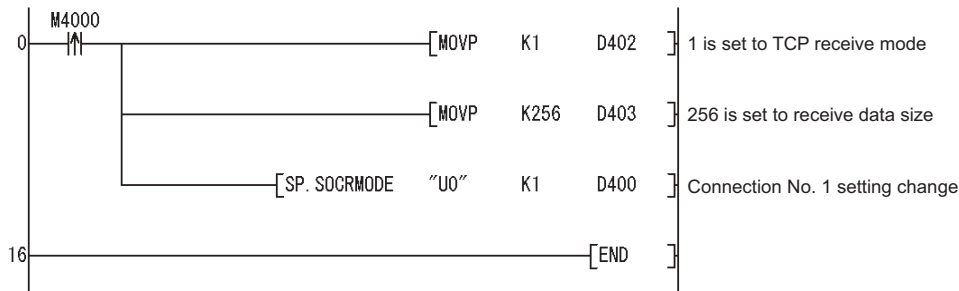 M4000
0 MOVP K1 D402 1 is set to TCP receive mode
MOVP K256 D403 256 is set to receive data size
SP. SOCRMODE "U0" K1 D400 Connection No. 1 setting change
16 END